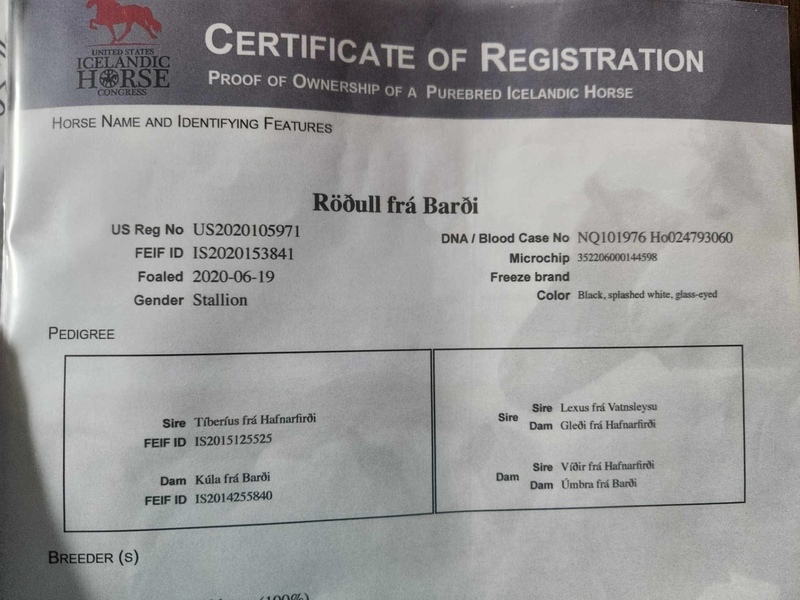 UNITED STATES
ICELANDIC
HORSE
CONGRESS
CERTIFICATE OF REGISTRATION
PROOF OF OWNERSHIP OF A PUREBRED ICELANDIC HORSE
HORSE NAME AND IDENTIFYING FEATURES
Röðull frá Barði
US Reg No US2020105971
FEIF ID IS2020153841
Foaled 2020-06-19
Gender Stallion
DNA / Blood Case No NQ101976 Ho024793060
Microchip 352206000144598
Freeze brand
Color Black, splashed white, glass-eyed
PEDIGREE
Sire Tíberíus frá Hafnarfirði
FEIF ID IS2015125525
Dam Kúla frá Barði
FEIF ID IS2014255840
Sire
Sire Lexus frá Vatnsleysu
Dam Gleði frá Hafnarfirði
Dam
Sire Víðir frá Hafnarfirði
Dam Úmbra frá Barði
BREEDER (S)
(100%)